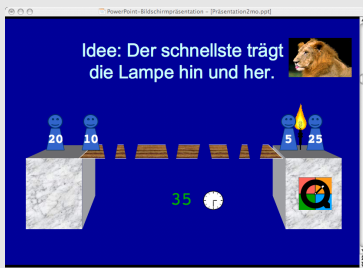 PowerPoint-Bildschirmpräsentation - [Präsentation2mo.ppt]
Idee: Der schnellste trägt
die Lampe hin und her.
20 10 5 25
35
Q